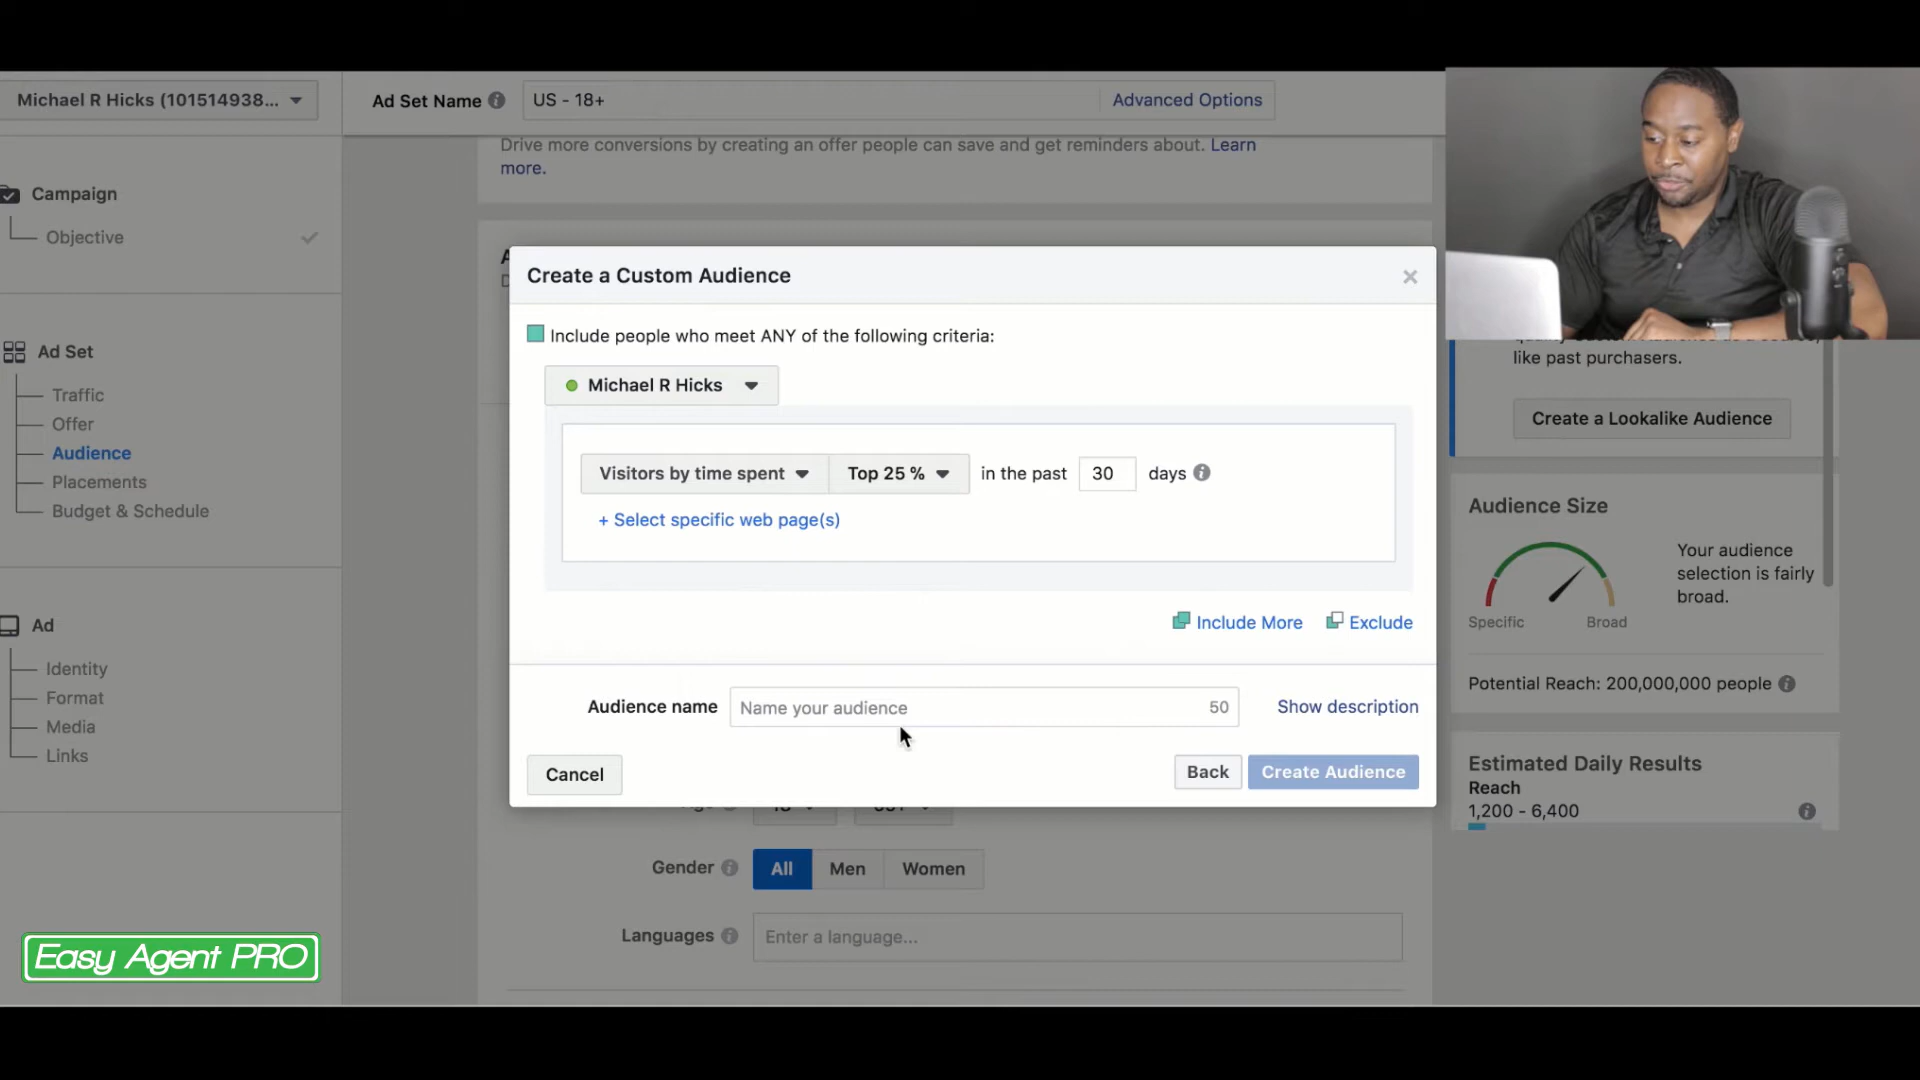 Michael R Hicks (101514938...
Ad Set Name
US - 18+
Advanced Options
Drive more conversions by creating an offer people can save and get reminders about. Learn
more.
Campaign
Objective
Ad Set
Traffic
Offer
Audience
Placements
Budget & Schedule
Ad
Identity
Format
Media
Links
Create a Custom Audience
Include people who meet ANY of the following criteria:
Michael R Hicks
Visitors by time spent
Top 25 %
in the past
30
days
+ Select specific web page(s)
Include More
Exclude
Audience name
Name your audience
50
Show description
Cancel
Back
Create Audience
Gender
All
Men
Women
Languages
Enter a language...
like past purchasers.
Create a Lookalike Audience
Audience Size
Your audience
selection is fairly
broad.
Specific
Broad
Potential Reach: 200,000,000 people
Estimated Daily Results
Reach
1,200 - 6,400
Easy Agent PRO